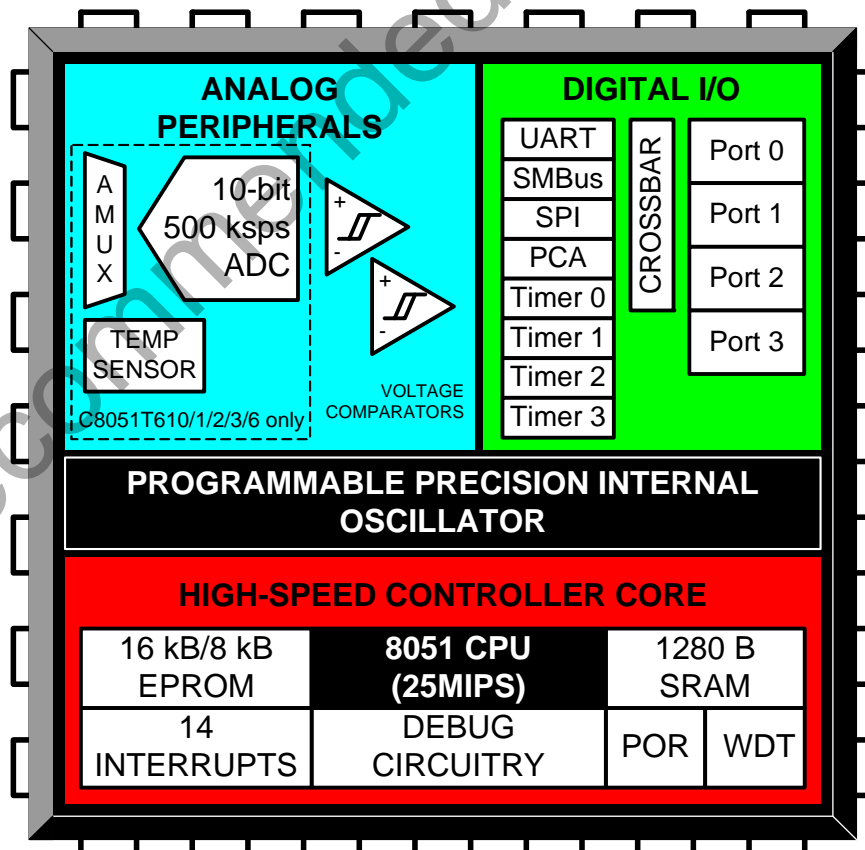 ANALOG
PERIPHERALS
A
M
U
X
10-bit
500 ksps
ADC
+
-
+
-
TEMP
SENSOR
VOLTAGE
COMPARATORS
C8051T610/1/2/3/6 only
DIGITAL I/O
UART
SMBus
SPI
PCA
Timer 0
Timer 1
Timer 2
Timer 3
CROSSBAR
Port 0
Port 1
Port 2
Port 3
PROGRAMMABLE PRECISION INTERNAL
OSCILLATOR
HIGH-SPEED CONTROLLER CORE
16 kB/8 kB
EPROM
8051 CPU
(25MIPS)
1280 B
SRAM
14
INTERRUPTS
DEBUG
CIRCUITRY
POR
WDT